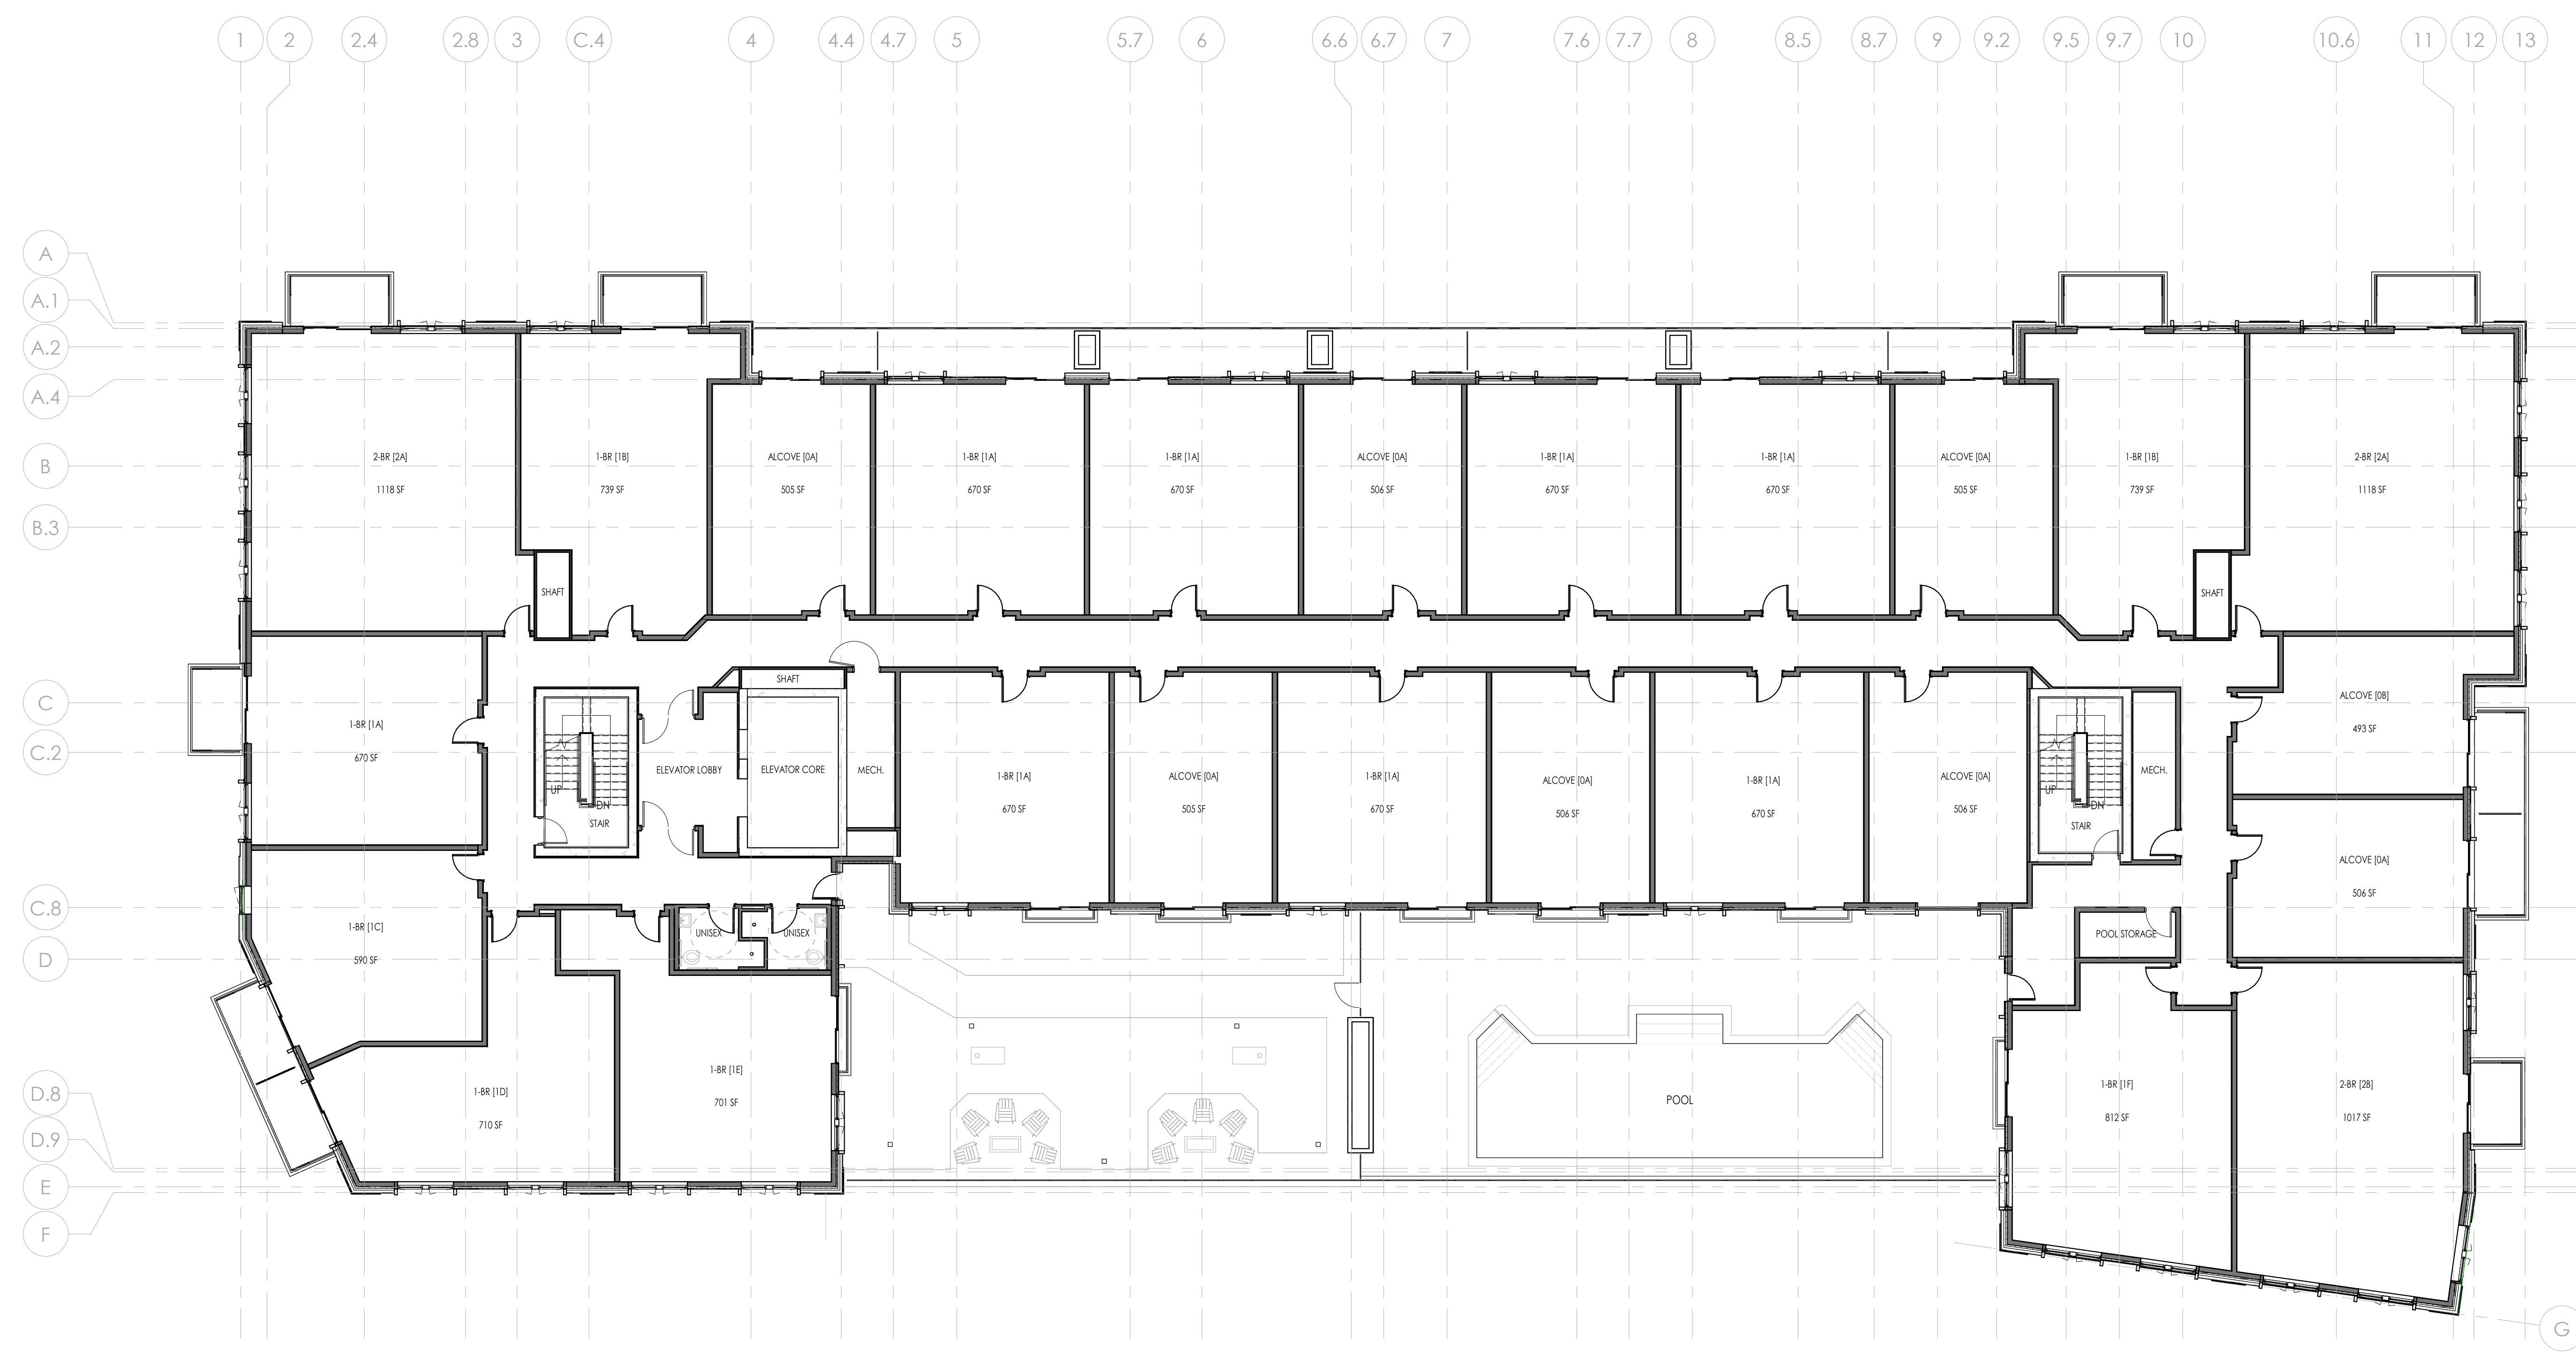 1 2 2.4 2.8 3 C.4 4 4.4 4.7 5 5.7 6 6.6 6.7 7 7.6 7.7 8 8.5 8.7 9 9.2 9.5 9.7 10 10.6 11 12 13
A
A.1
A.2
A.4
B
B.3
C
C.2
C.8
D
D.8
D.9
E
F
G
2-BR [2A]
1118 SF
1-BR [1B]
739 SF
ALCOVE [0A]
505 SF
1-BR [1A]
670 SF
1-BR [1A]
670 SF
ALCOVE [0A]
506 SF
1-BR [1A]
670 SF
1-BR [1A]
670 SF
ALCOVE [0A]
505 SF
1-BR [1B]
739 SF
2-BR [2A]
1118 SF
SHAFT
SHAFT
SHAFT
1-BR [1A]
670 SF
UP
DN
STAIR
ELEVATOR LOBBY
ELEVATOR CORE
MECH.
1-BR [1A]
670 SF
ALCOVE [0A]
505 SF
1-BR [1A]
670 SF
ALCOVE [0A]
506 SF
1-BR [1A]
670 SF
ALCOVE [0A]
506 SF
UP
DN
STAIR
MECH.
ALCOVE [0B]
493 SF
ALCOVE [0A]
506 SF
1-BR [1C]
590 SF
UNISEX
UNISEX
POOL STORAGE
1-BR [1D]
710 SF
1-BR [1E]
701 SF
POOL
1-BR [1F]
812 SF
2-BR [2B]
1017 SF